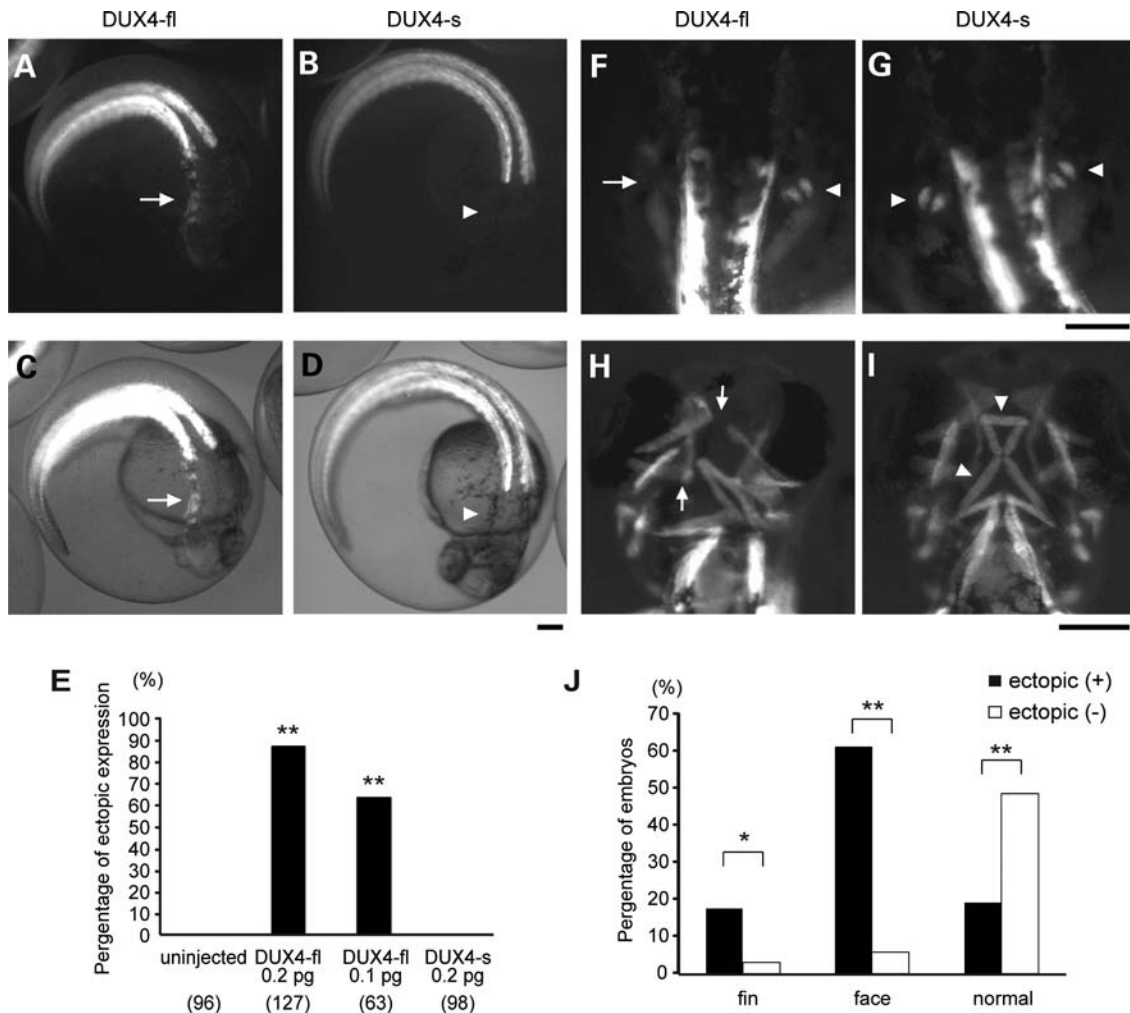 DUX4-fl
DUX4-s
DUX4-fl
DUX4-s
A
B
F
G
C
D
H
I
E
(%)
Pergentage of ectopic expression
100
90
80
70
60
50
40
30
20
10
0
**
**
uninjected
DUX4-fl
0.2 pg
DUX4-fl
0.1 pg
DUX4-s
0.2 pg
(96)
(127)
(63)
(98)
J
(%)
Pergentage of embryos
70
60
50
40
30
20
10
0
ectopic (+)
ectopic (-)
*
**
**
fin
face
normal